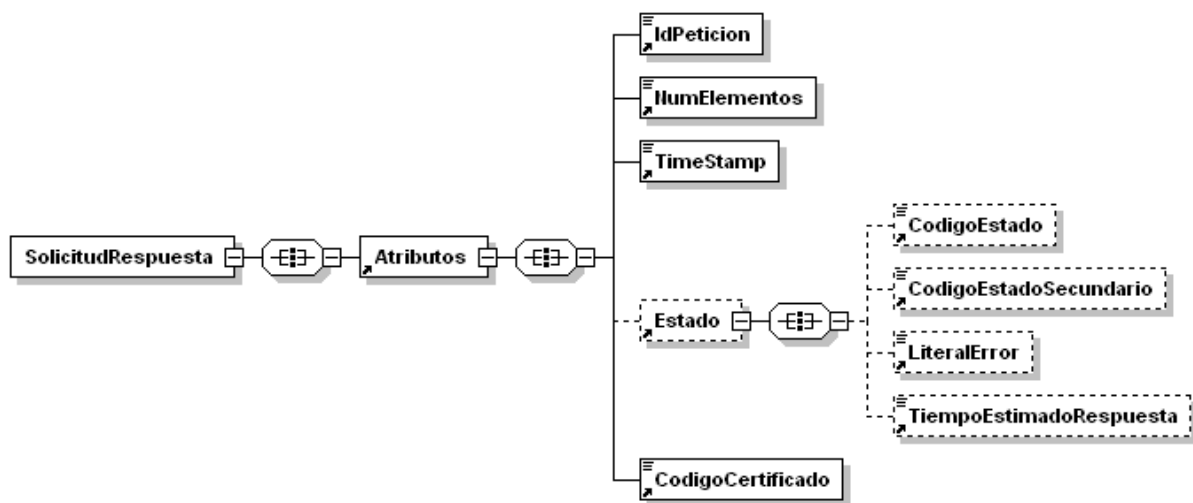 IdPeticion
NumElementos
TimeStamp
SolicitudRespuesta
Atributos
CodigoEstado
CodigoEstadoSecundario
Estado
LiteralError
TiempoEstimadoRespuesta
CodigoCertificado